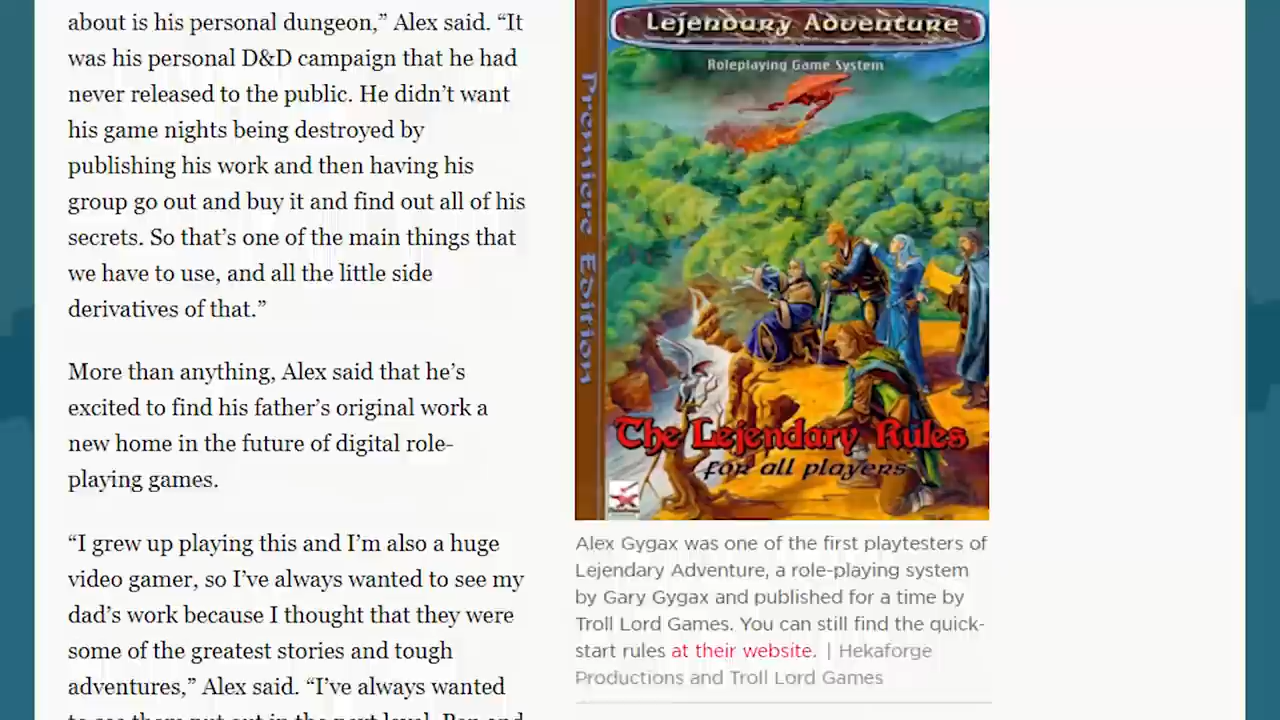 about is his personal dungeon,” Alex said. “It
was his personal D&D campaign that he had
never released to the public. He didn’t want
his game nights being destroyed by
publishing his work and then having his
group go out and buy it and find out all of his
secrets. So that’s one of the main things that
we have to use, and all the little side
derivatives of that.”
More than anything, Alex said that he’s
excited to find his father’s original work a
new home in the future of digital role-
playing games.
“I grew up playing this and I’m also a huge
video gamer, so I’ve always wanted to see my
dad’s work because I thought that they were
some of the greatest stories and tough
adventures,” Alex said. “I’ve always wanted
Lejendary Adventure
Roleplaying Game System
Premiere Edition
The Lejendary Rules
for all players
Alex Gygax was one of the first playtesters of
Lejendary Adventure, a role-playing system
by Gary Gygax and published for a time by
Troll Lord Games. You can still find the quick-
start rules at their website. | Hekaforge
Productions and Troll Lord Games